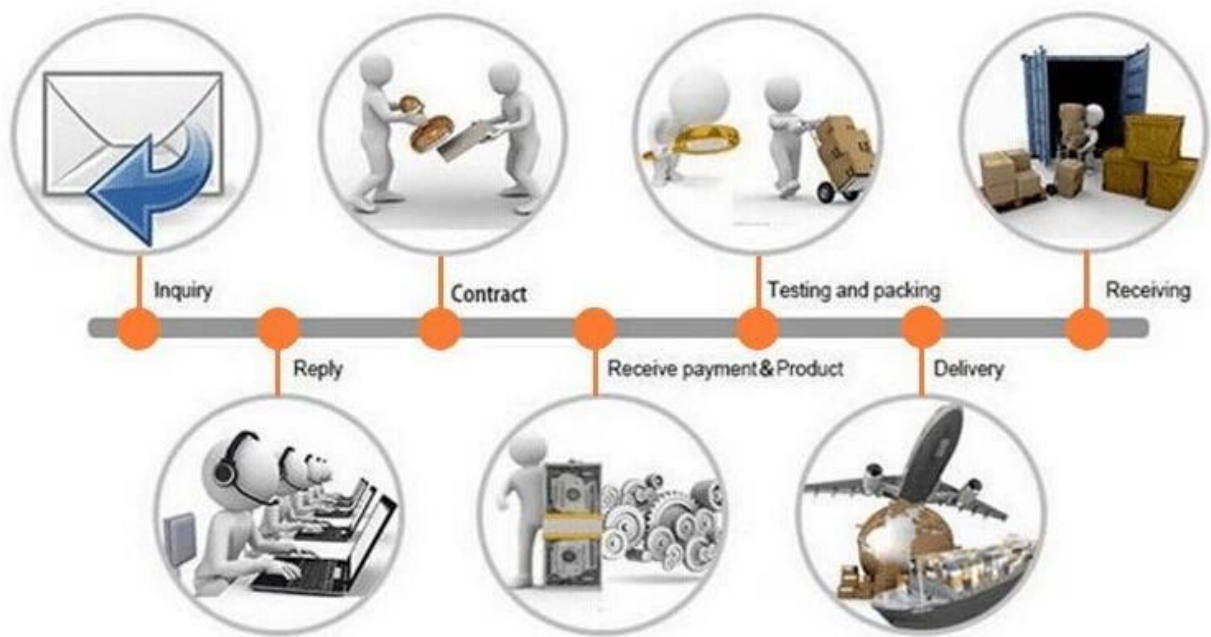 Inquiry
Reply
Contract
Receive payment&Product
Testing and packing
Delivery
Receiving